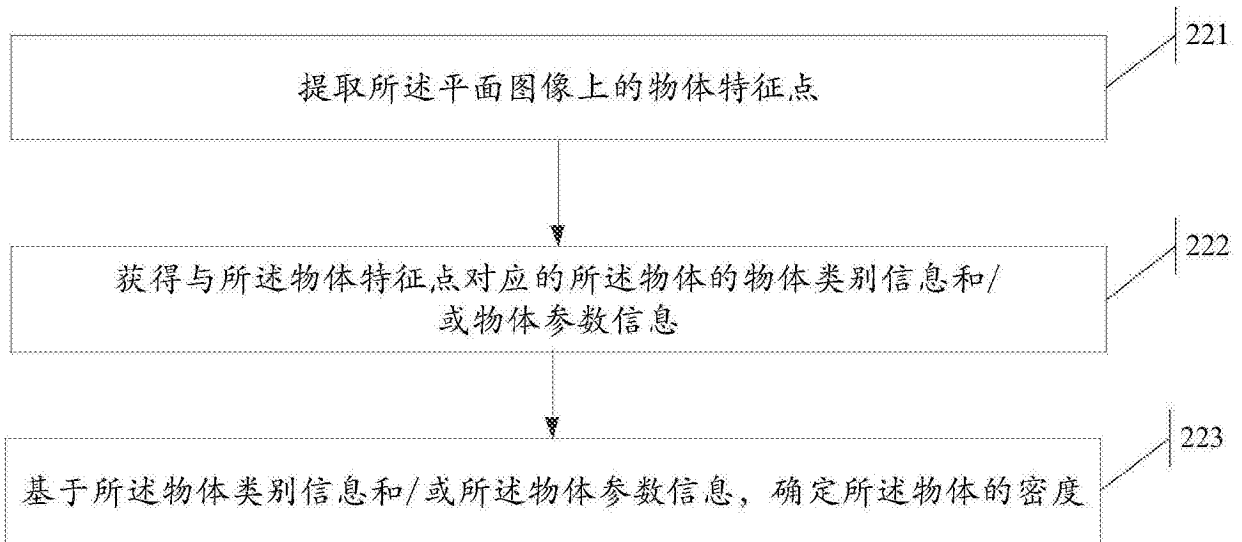 221
提取所述平面图像上的物体特征点
222
获得与所述物体特征点对应的所述物体的物体类别信息和/
或物体参数信息
223
基于所述物体类别信息和/或所述物体参数信息，确定所述物体的密度